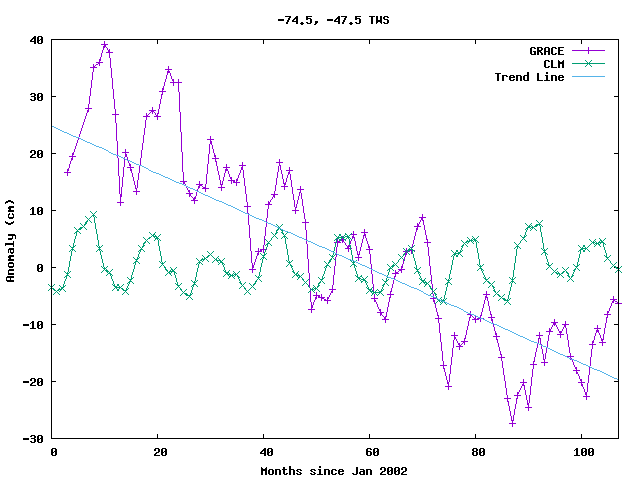 -74.5, -47.5 TWS
GRACE
CLM
Trend Line
40
30
20
10
0
-10
-20
-30
Anomaly (cm)
0 20 40 60 80 100
Months since Jan 2002